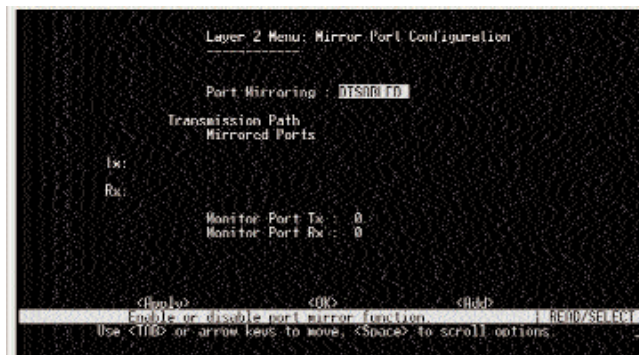 Layer 2 Menu: Mirror Port Configuration
Port Mirroring : DISABLED
Transmission Path
Mirrored Ports
Tx:
Rx:
Monitor Port Tx : 0
Monitor Port Rx : 0
<Apply> <OK> <Add>
Enable or disable port mirror function READ/SELECT
Use <TAB> or arrow keys to move, <Space> to scroll options